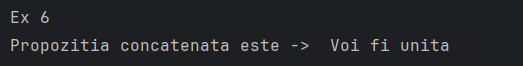 Ex 6
Propozitia concatenata este ->  Voi fi unita